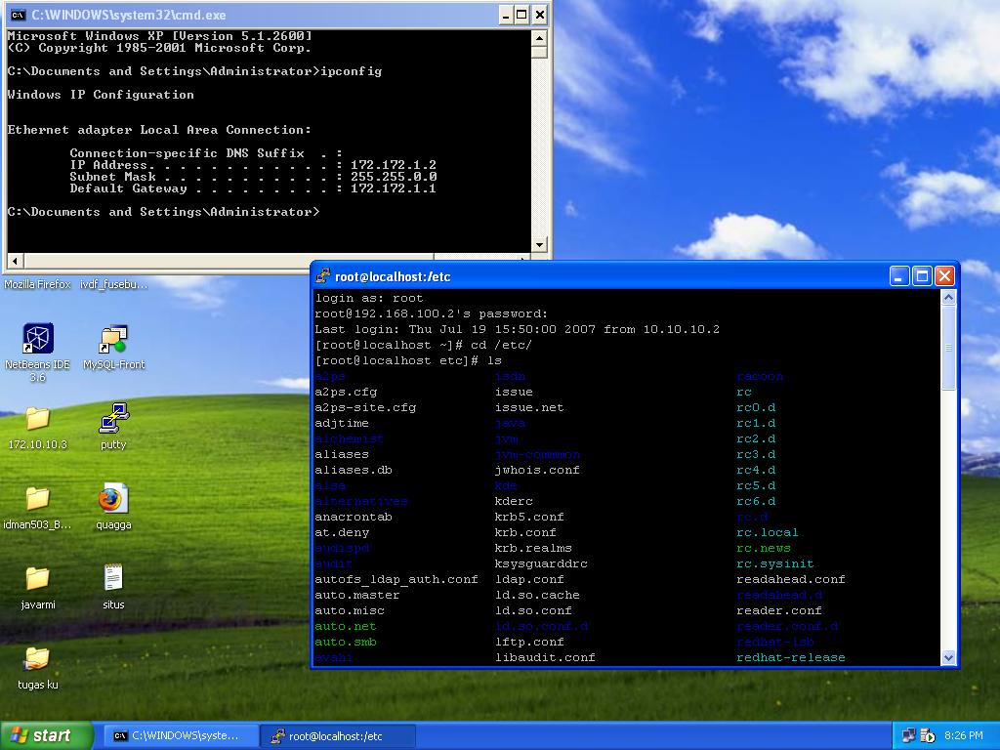 C:\WINDOWS\system32\cmd.exe
Microsoft Windows XP [Version 5.1.2600]
(C) Copyright 1985-2001 Microsoft Corp.
C:\Documents and Settings\Administrator>ipconfig
Windows IP Configuration
Ethernet adapter Local Area Connection:
Connection-specific DNS Suffix . :
IP Address. . . . . . . . . . . . : 172.172.1.2
Subnet Mask . . . . . . . . . . . : 255.255.0.0
Default Gateway . . . . . . . . . : 172.172.1.1
C:\Documents and Settings\Administrator>
Mozilla Firefox ivdf_fusebu...
NetBeans IDE 3.6
MySQL-Front
172.10.10.3
putty
idman503_B...
quagga
javarmi
situs
tugas ku
root@localhost:/etc
login as: root
root@192.168.100.2's password:
Last login: Thu Jul 19 15:50:00 2007 from 10.10.10.2
[root@localhost ~]# cd /etc/
[root@localhost etc]# ls
a2ps isdn racoon
a2ps.cfg issue rc
a2ps-site.cfg issue.net rc0.d
adjtime java rc1.d
alchemist jvm rc2.d
aliases jvm-commmon rc3.d
aliases.db jwhois.conf rc4.d
alsa kde rc5.d
alternatives kderc rc6.d
anacrontab krb5.conf rc.d
at.deny krb.conf rc.local
audispd krb.realms rc.news
audit ksysguarddrc rc.sysinit
autofs_ldap_auth.conf ldap.conf readahead.conf
auto.master ld.so.cache readahead.d
auto.misc ld.so.conf reader.conf
auto.net ld.so.conf.d reader.conf.d
auto.smb lftp.conf redhat-lsb
avahi libaudit.conf redhat-release
start
C:\WINDOWS\syste...
root@localhost:/etc
8:26 PM